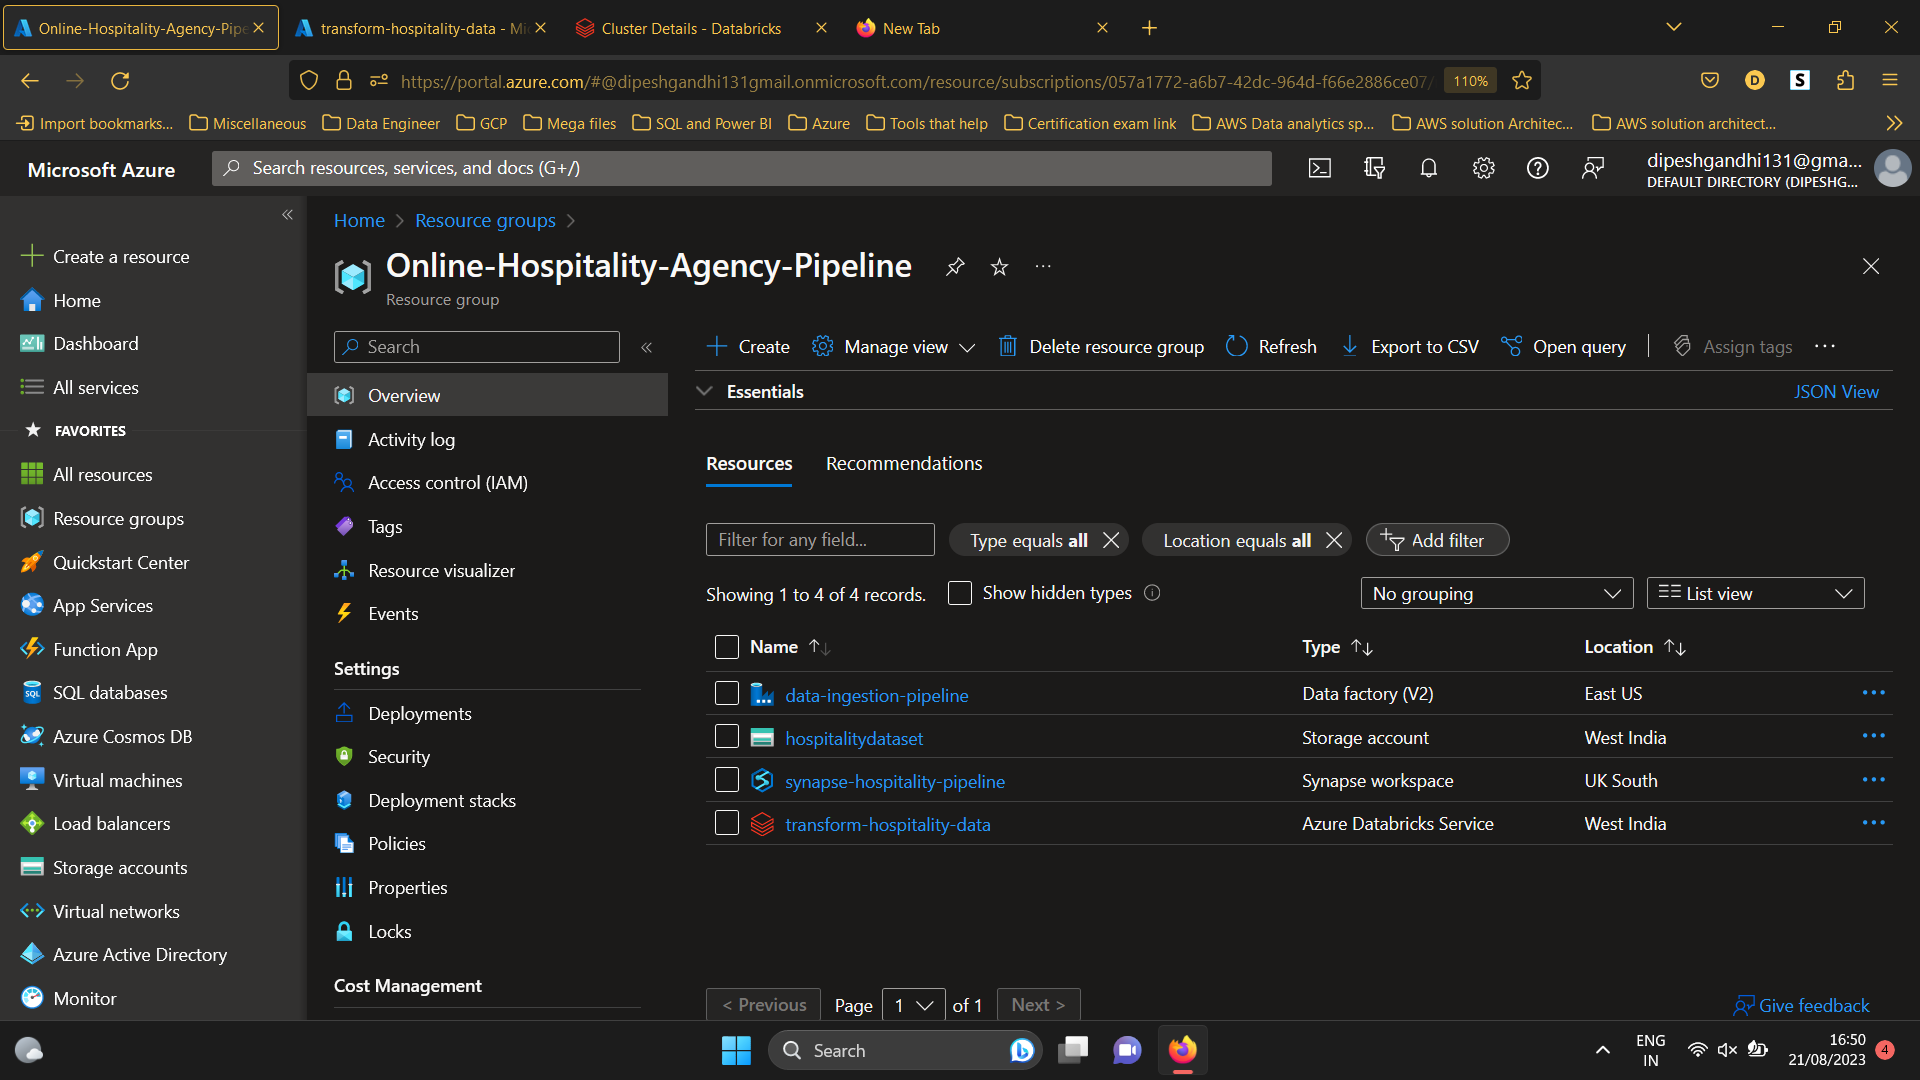 Online-Hospitality-Agency-Pipe
transform-hospitality-data - Mic
Cluster Details - Databricks
New Tab
https://portal.azure.com/#@dipeshgandhi131gmail.onmicrosoft.com/resource/subscriptions/057a1772-a6b7-42dc-964d-f66e2886ce07/
110%
Import bookmarks...
Miscellaneous
Data Engineer
GCP
Mega files
SQL and Power BI
Azure
Tools that help
Certification exam link
AWS Data analytics sp...
AWS solution Architec...
AWS solution architect...
Microsoft Azure
Search resources, services, and docs (G+/)
dipeshgandhi131@gma...
DEFAULT DIRECTORY (DIPESHG...
Create a resource
Home
Dashboard
All services
FAVORITES
All resources
Resource groups
Quickstart Center
App Services
Function App
SQL databases
Azure Cosmos DB
Virtual machines
Load balancers
Storage accounts
Virtual networks
Azure Active Directory
Monitor
Home
Resource groups
Online-Hospitality-Agency-Pipeline
Resource group
Search
Overview
Activity log
Access control (IAM)
Tags
Resource visualizer
Events
Settings
Deployments
Security
Deployment stacks
Policies
Properties
Locks
Cost Management
Create
Manage view
Delete resource group
Refresh
Export to CSV
Open query
Assign tags
Essentials
JSON View
Resources
Recommendations
Filter for any field...
Type equals all
Location equals all
Add filter
Showing 1 to 4 of 4 records.
Show hidden types
No grouping
List view
Name Type Location
data-ingestion-pipeline Data factory (V2) East US
hospitalitydataset Storage account West India
synapse-hospitality-pipeline Synapse workspace UK South
transform-hospitality-data Azure Databricks Service West India
< Previous
Page 1 of 1
Next >
Give feedback
Search
ENG
IN
16:50
21/08/2023
4